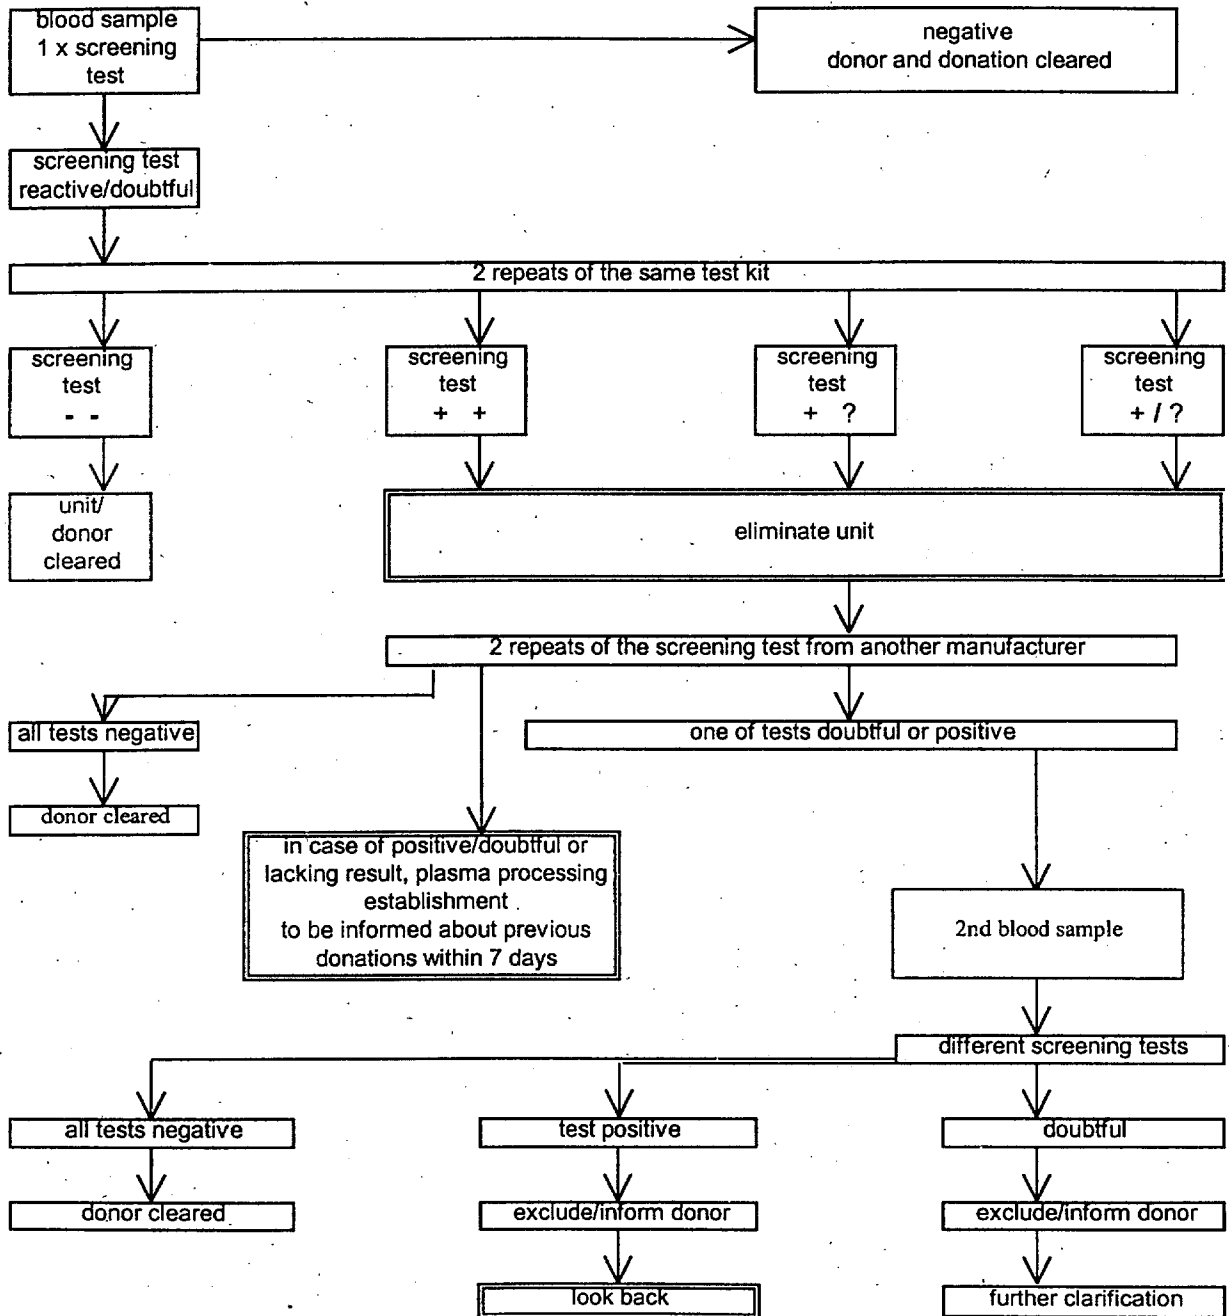 blood sample
1 x screening
test
negative
donor and donation cleared
screening test
reactive/doubtful
2 repeats of the same test kit
screening
test
- -
screening
test
+ +
screening
test
+ ?
screening
test
+ / ?
unit/
donor
cleared
eliminate unit
2 repeats of the screening test from another manufacturer
all tests negative
one of tests doubtful or positive
donor cleared
in case of positive/doubtful or
lacking result, plasma processing
establishment
to be informed about previous
donations within 7 days
2nd blood sample
different screening tests
all tests negative
test positive
doubtful
donor cleared
exclude/inform donor
exclude/inform donor
look back
further clarification